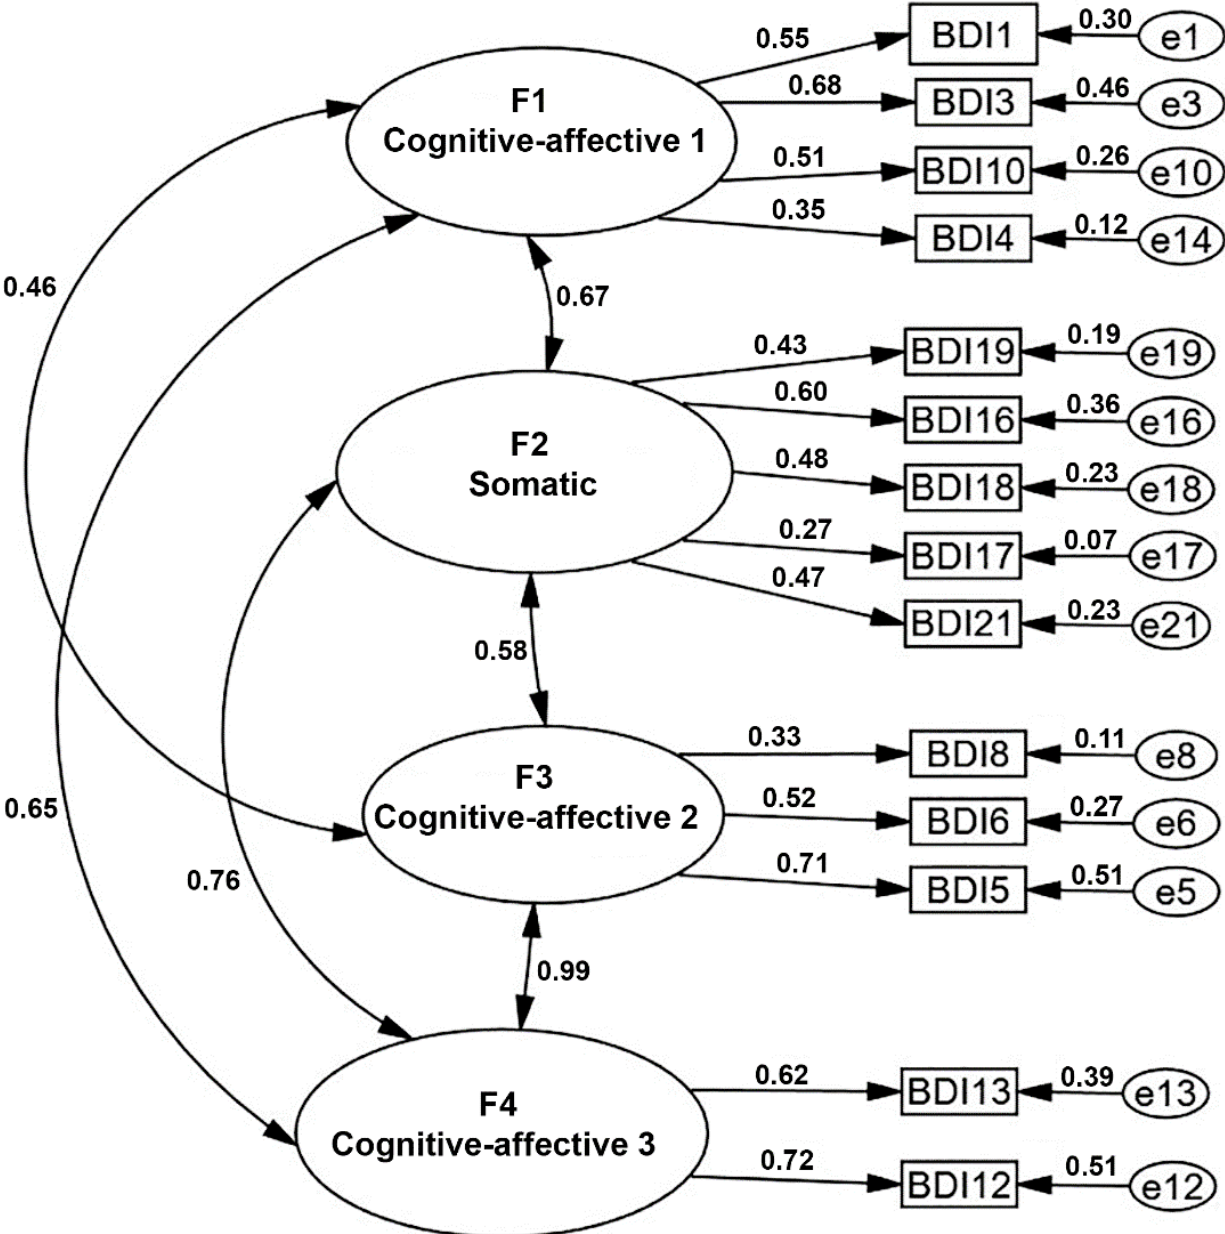 F1
Cognitive-affective 1
0.55
BDI1
0.30
e1
0.68
BDI3
0.46
e3
0.51
BDI10
0.26
e10
0.35
BDI4
0.12
e14
0.46
0.67
F2
Somatic
0.43
BDI19
0.19
e19
0.60
BDI16
0.36
e16
0.48
BDI18
0.23
e18
0.27
BDI17
0.07
e17
0.47
BDI21
0.23
e21
0.58
F3
Cognitive-affective 2
0.33
BDI8
0.11
e8
0.52
BDI6
0.27
e6
0.71
BDI5
0.51
e5
0.65
0.76
0.99
F4
Cognitive-affective 3
0.62
BDI13
0.39
e13
0.72
BDI12
0.51
e12